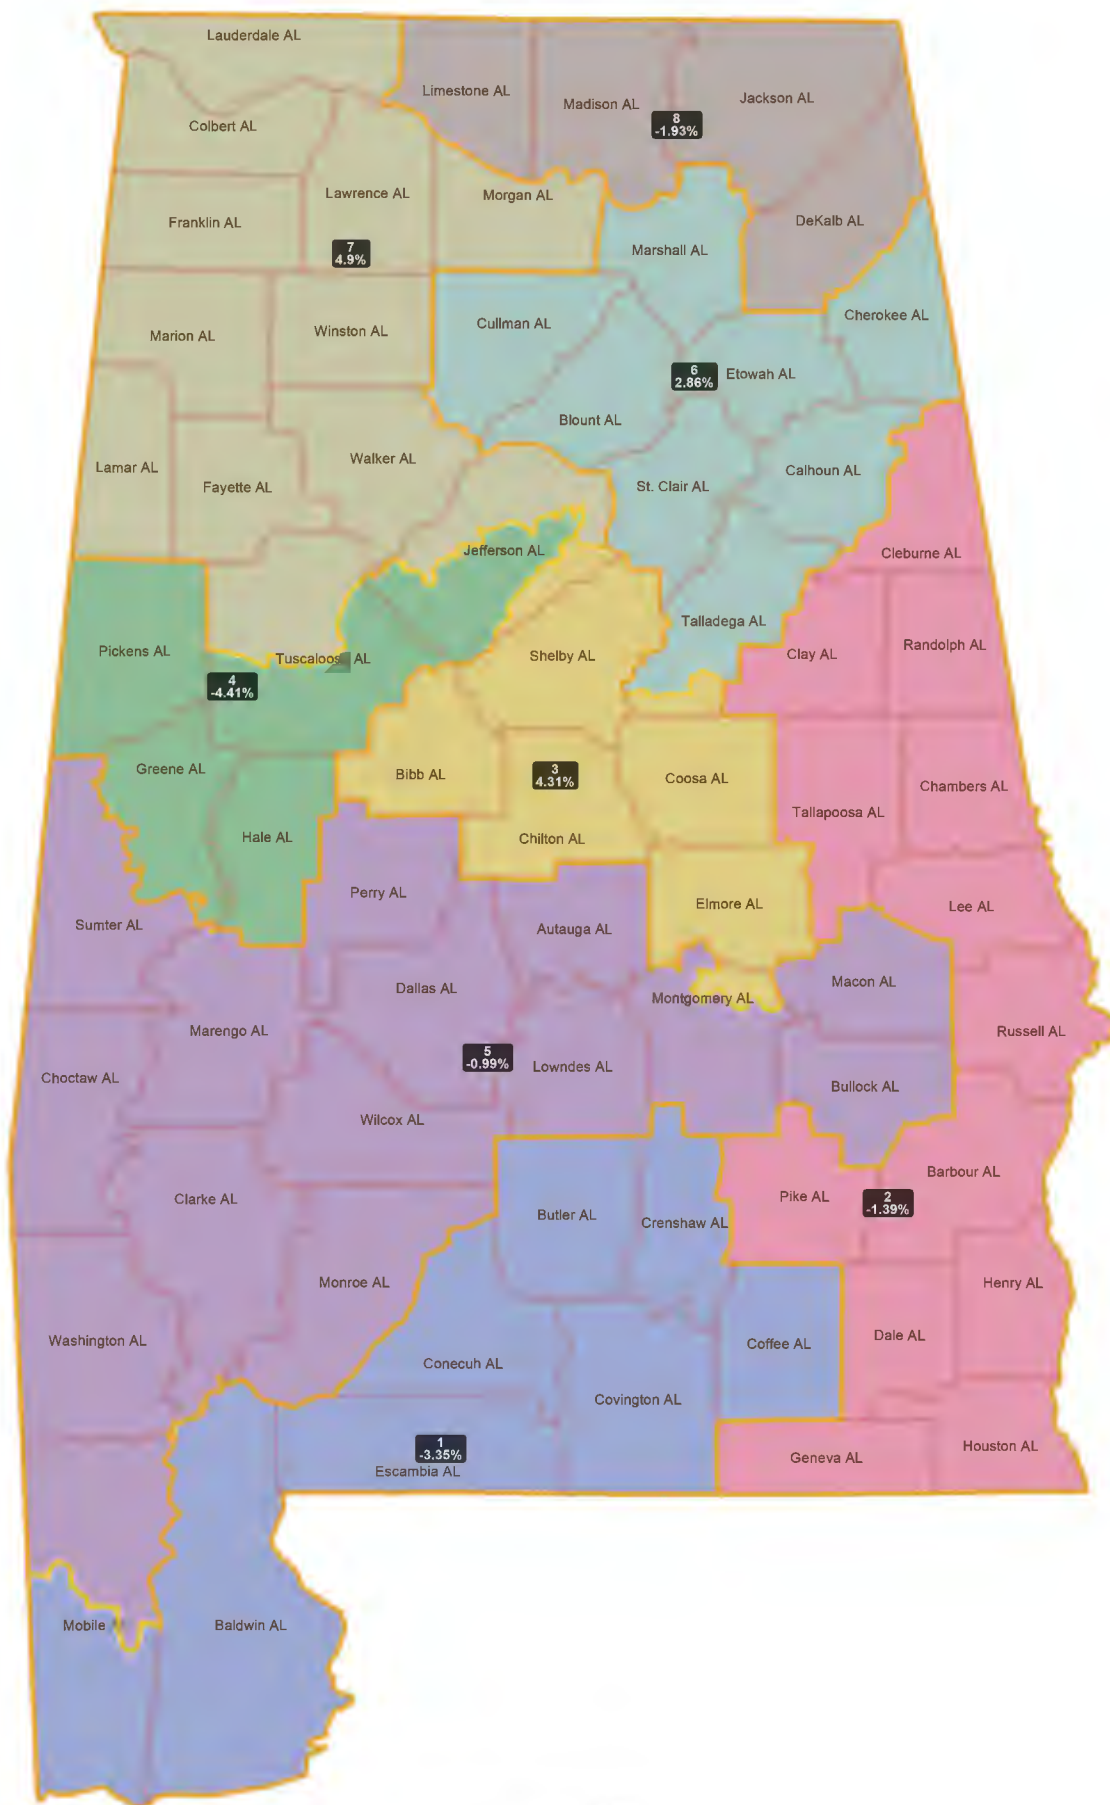 Lauderdale AL
Limestone AL
Madison AL
Jackson AL
8
-1.93%
Colbert AL
Lawrence AL
Morgan AL
Franklin AL
DeKalb AL
7
4.9%
Marshall AL
Cullman AL
Cherokee AL
Marion AL
Winston AL
6
2.86%
Etowah AL
Blount AL
Lamar AL
Fayette AL
Walker AL
St. Clair AL
Calhoun AL
Jefferson AL
Cleburne AL
Pickens AL
Tuscaloos AL
Shelby AL
Talladega AL
Clay AL
Randolph AL
4
-4.41%
Greene AL
Bibb AL
3
4.31%
Coosa AL
Chambers AL
Tallapoosa AL
Hale AL
Chilton AL
Perry AL
Elmore AL
Lee AL
Sumter AL
Autauga AL
Macon AL
Dallas AL
Montgomery AL
Marengo AL
Russell AL
5
-0.99%
Lowndes AL
Choctaw AL
Bullock AL
Wilcox AL
Barbour AL
Clarke AL
Butler AL
Crenshaw AL
Pike AL
2
-1.39%
Monroe AL
Henry AL
Washington AL
Conecuh AL
Coffee AL
Dale AL
Covington AL
1
-3.35%
Escambia AL
Geneva AL
Houston AL
Mobile
Baldwin AL